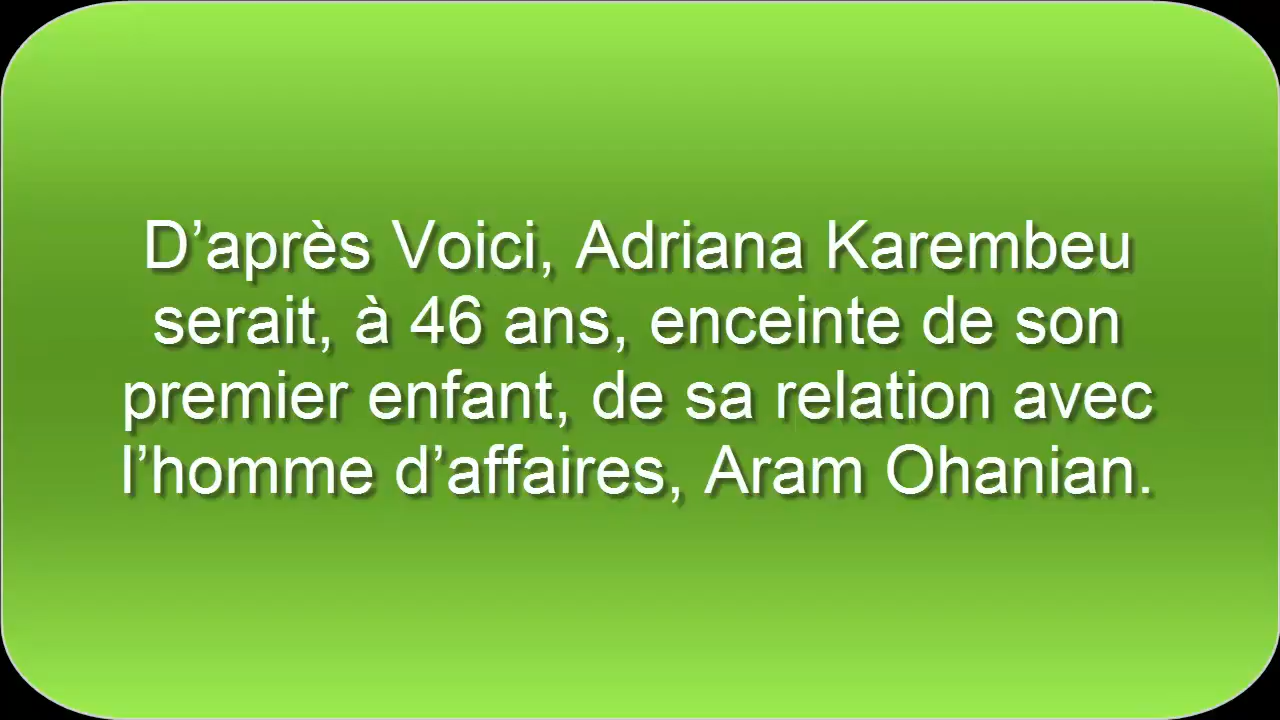 D’après Voici, Adriana Karembeu
serait, à 46 ans, enceinte de son
premier enfant, de sa relation avec
l’homme d’affaires, Aram Ohanian.